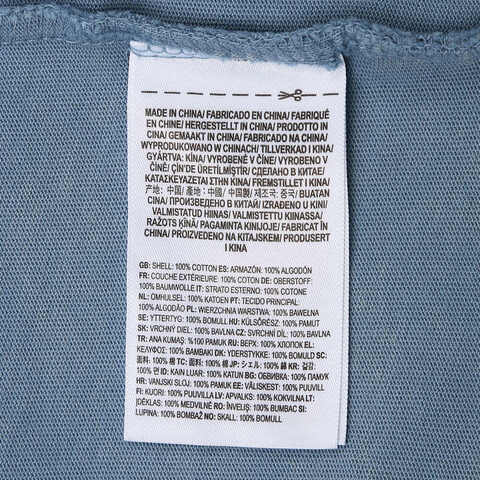 MADE IN CHINA/ FABRICADO EN CHINA/ FABRIQUÉ
EN CHINE/ HERGESTELLT IN CHINA/ PRODOTTO IN
CINA/ GEMAAKT IN CHINA/ FABRICADO NA CHINA/
WYPRODUKOWANO W CHINACH/ TILLVERKAD I KINA/
GYÁRTVA: KÍNA/ VYROBENÉ V ČÍNE/ VYROBENO V
ČÍNĚ/ ÇİN'DE ÜRETİLMİŞTİR/ СДЕЛАНО В КИТАЕ/
ΚΑΤΑΣΚΕΥΑΖΕΤΑΙ ΣΤΗΝ ΚΙΝΑ/ FREMSTILLET I KINA/
产地: 中国/ 產地: 中國/ 中国製/ 제조국: 중국/ BUATAN
CINA/ ПРОИЗВЕДЕНО В КИТАЙ/ IZRAĐENO U KINI/
VALMISTATUD HIINAS/ VALMISTETTU KIINASSA/
RAŽOTS ĶĪNĀ/ PAGAMINTA KINIJOJE/ FABRICAT ÎN
CHINA/ PROIZVEDENO NA KITAJSKEM/ PRODUSERT
I KINA
GB: SHELL: 100% COTTON ES: ARMAZÓN: 100% ALGODÓN
FR: COUCHE EXTÉRIEURE: 100% COTON DE: OBERSTOFF:
100% BAUMWOLLE IT: STRATO ESTERNO: 100% COTONE
NL: OMHULSEL: 100% KATOEN PT: TECIDO PRINCIPAL:
100% ALGODÃO PL: WIERZCHNIA WARSTWA: 100% BAWEŁNA
SE: YTTERTYG: 100% BOMULL HU: KÜLSŐRÉSZ: 100% PAMUT
SK: VRCHNÝ DIEL: 100% BAVLNA CZ: SVRCHNÍ DÍL: 100% BAVLNA
TR: ANA KUMAŞ: %100 PAMUK RU: ВЕРХ: 100% ХЛОПОК EL:
ΚΕΛΥΦΟΣ: 100% ΒΑΜΒΑΚΙ DK: YDERSTYKKE: 100% BOMULD SC:
面料: 100% 棉 TC: 面料: 100% 棉 JP: シェル: 100% 綿 KR: 겉감:
100% 면 ID: KAIN LUAR: 100% KATUN BG: ОБВИВКА: 100% ПАМУК
HR: VANJSKI SLOJ: 100% PAMUK EE: VÄLISKEST: 100% PUUVILL
FI: KUORI: 100% PUUVILLA LV: APVALKS: 100% KOKVILNA LT:
ĮDĖKLAS: 100% MEDVILNĖ RO: ÎNVELIŞ: 100% BUMBAC SI:
LUPINA: 100% BOMBAŽ NO: SKALL: 100% BOMULL